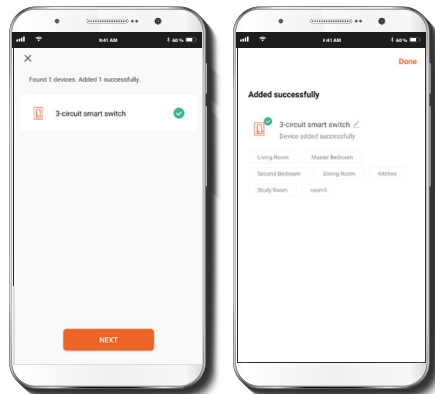 9:41 AM
60 %
Found 1 devices. Added 1 successfully.
3-circuit smart switch
NEXT
9:41 AM
60 %
Done
Added successfully
3-circuit smart switch
Device added successfully
Living Room Master Bedroom
Second Bedroom Dining Room Kitchen
Study Room room3